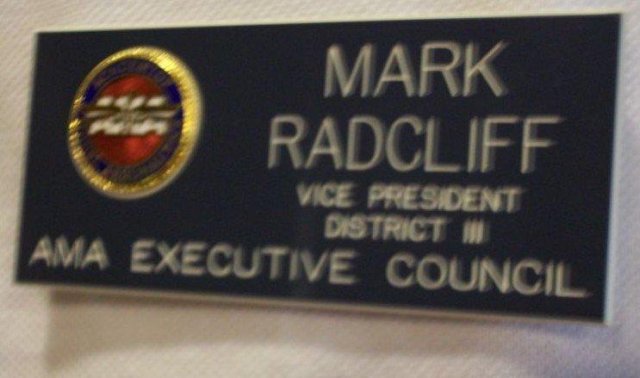 MARK
RADCLIFF
VICE PRESIDENT
DISTRICT III
AMA EXECUTIVE COUNCIL